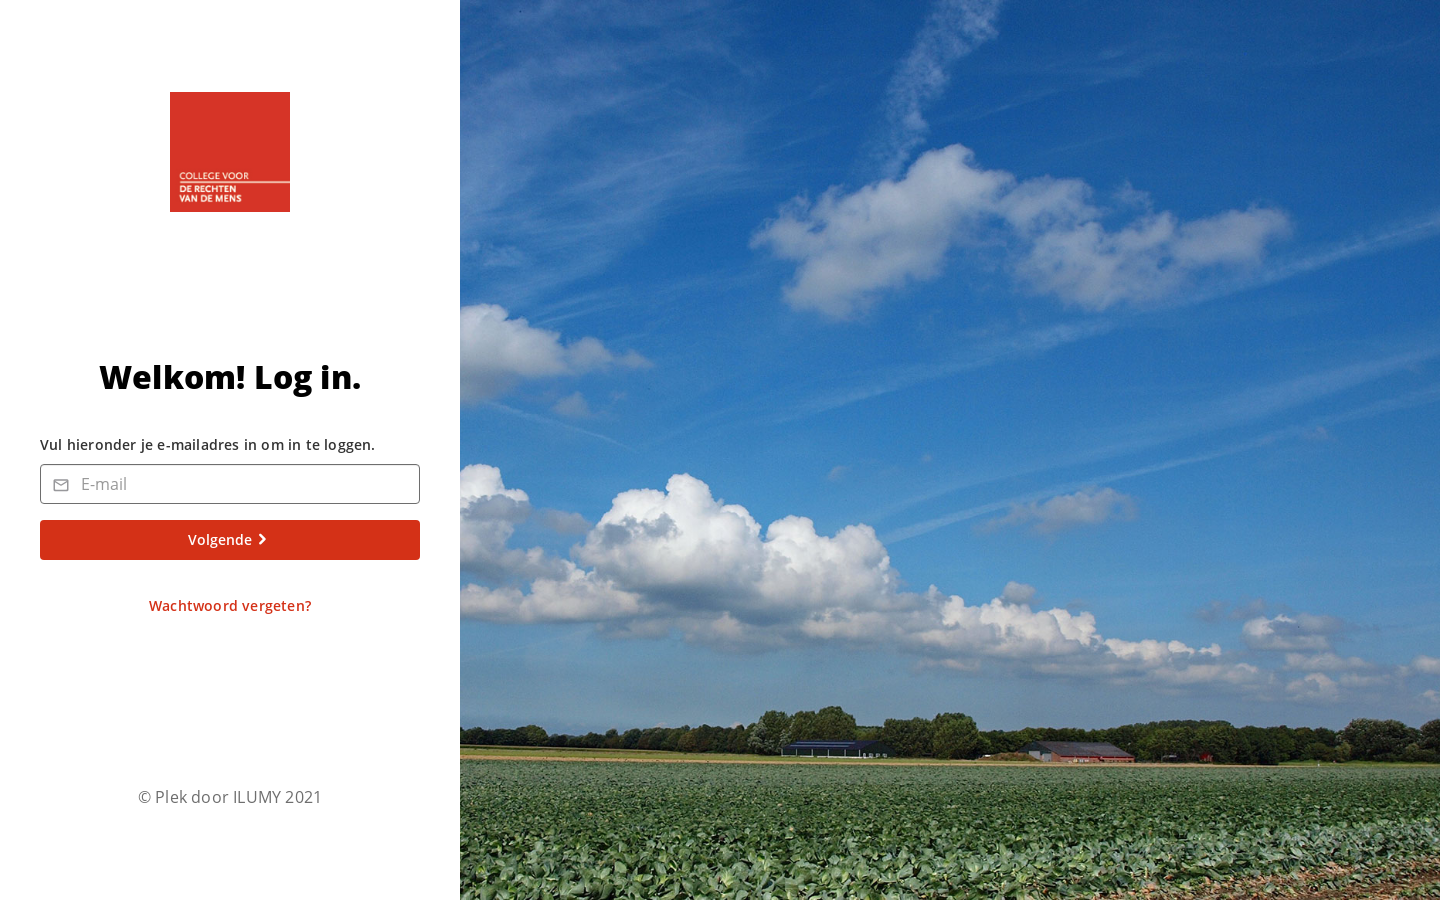 COLLEGE VOOR
DE RECHTEN
VAN DE MENS
Welkom! Log in.
Vul hieronder je e-mailadres in om in te loggen.
E-mail
Volgende
Wachtwoord vergeten?
© Plek door ILUMY 2021